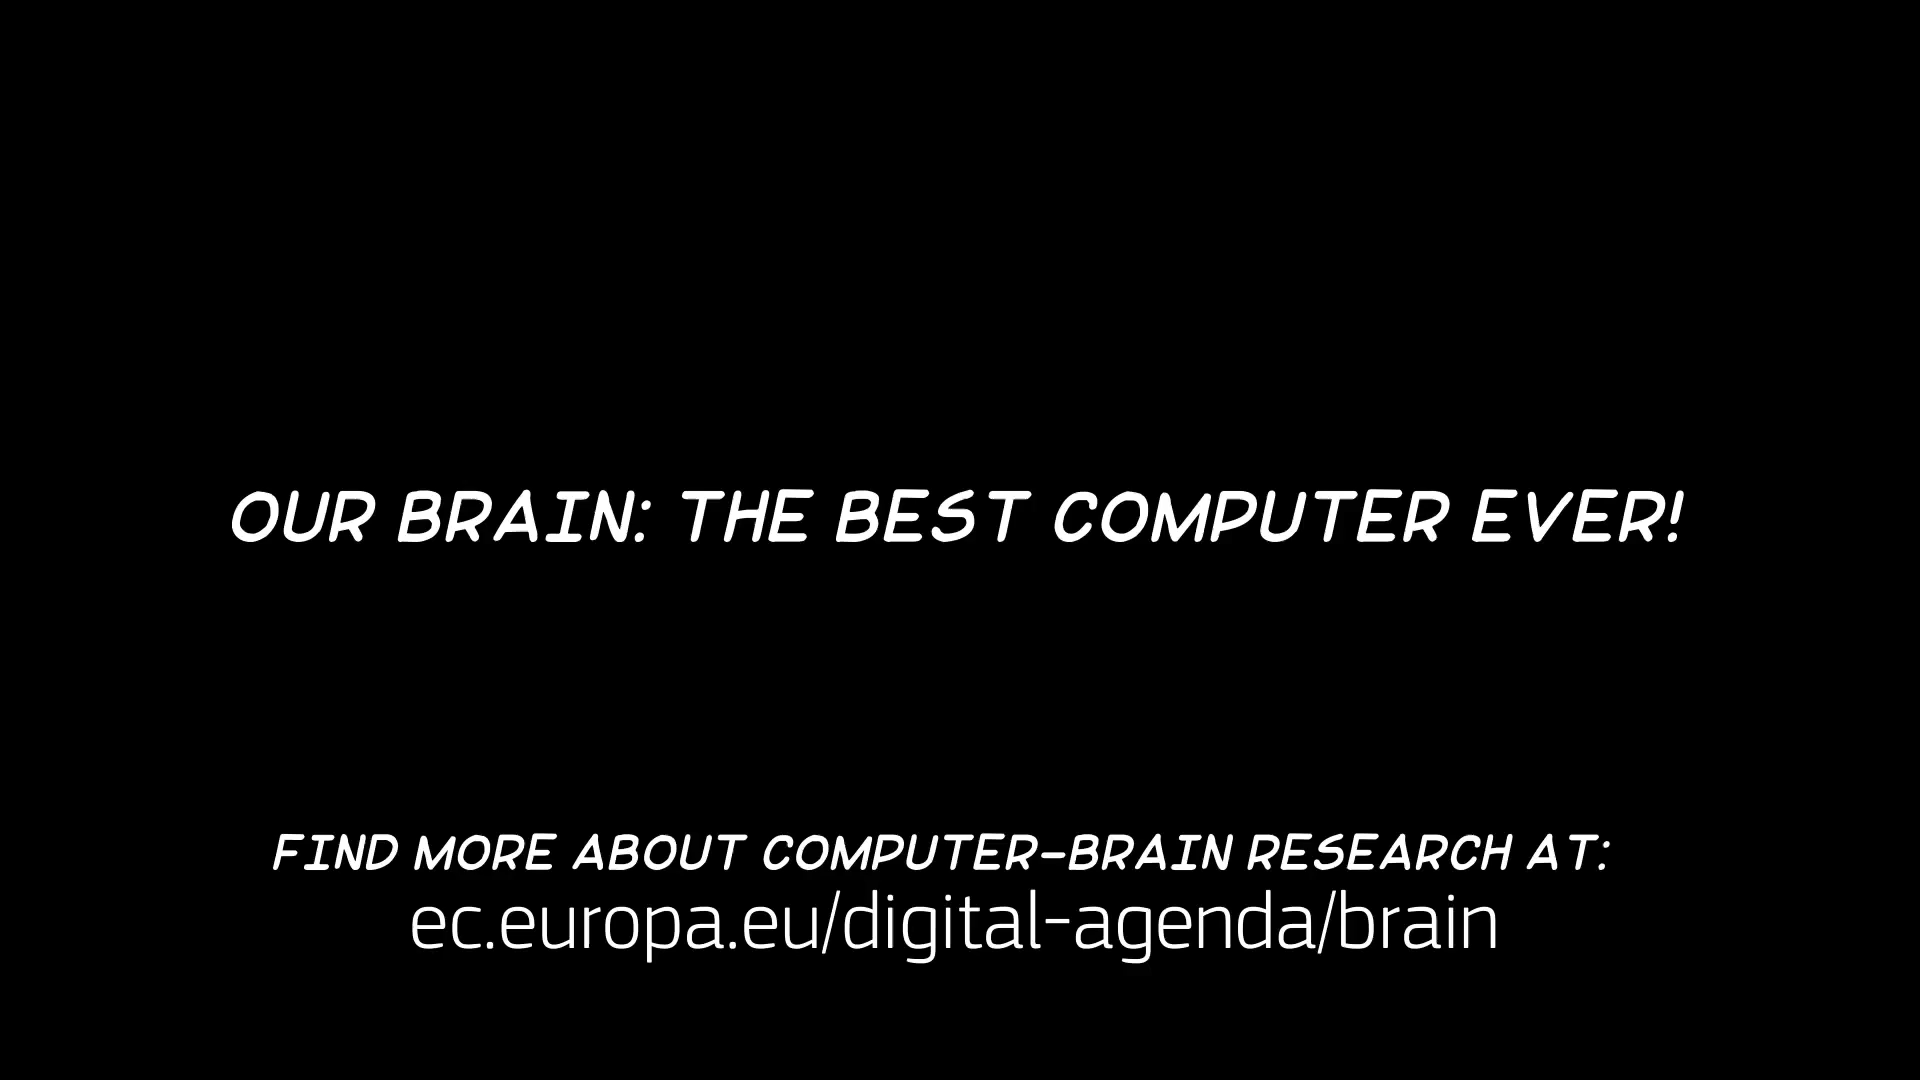 OUR BRAIN: THE BEST COMPUTER EVER!
FIND MORE ABOUT COMPUTER-BRAIN RESEARCH AT:
ec.europa.eu/digital-agenda/brain